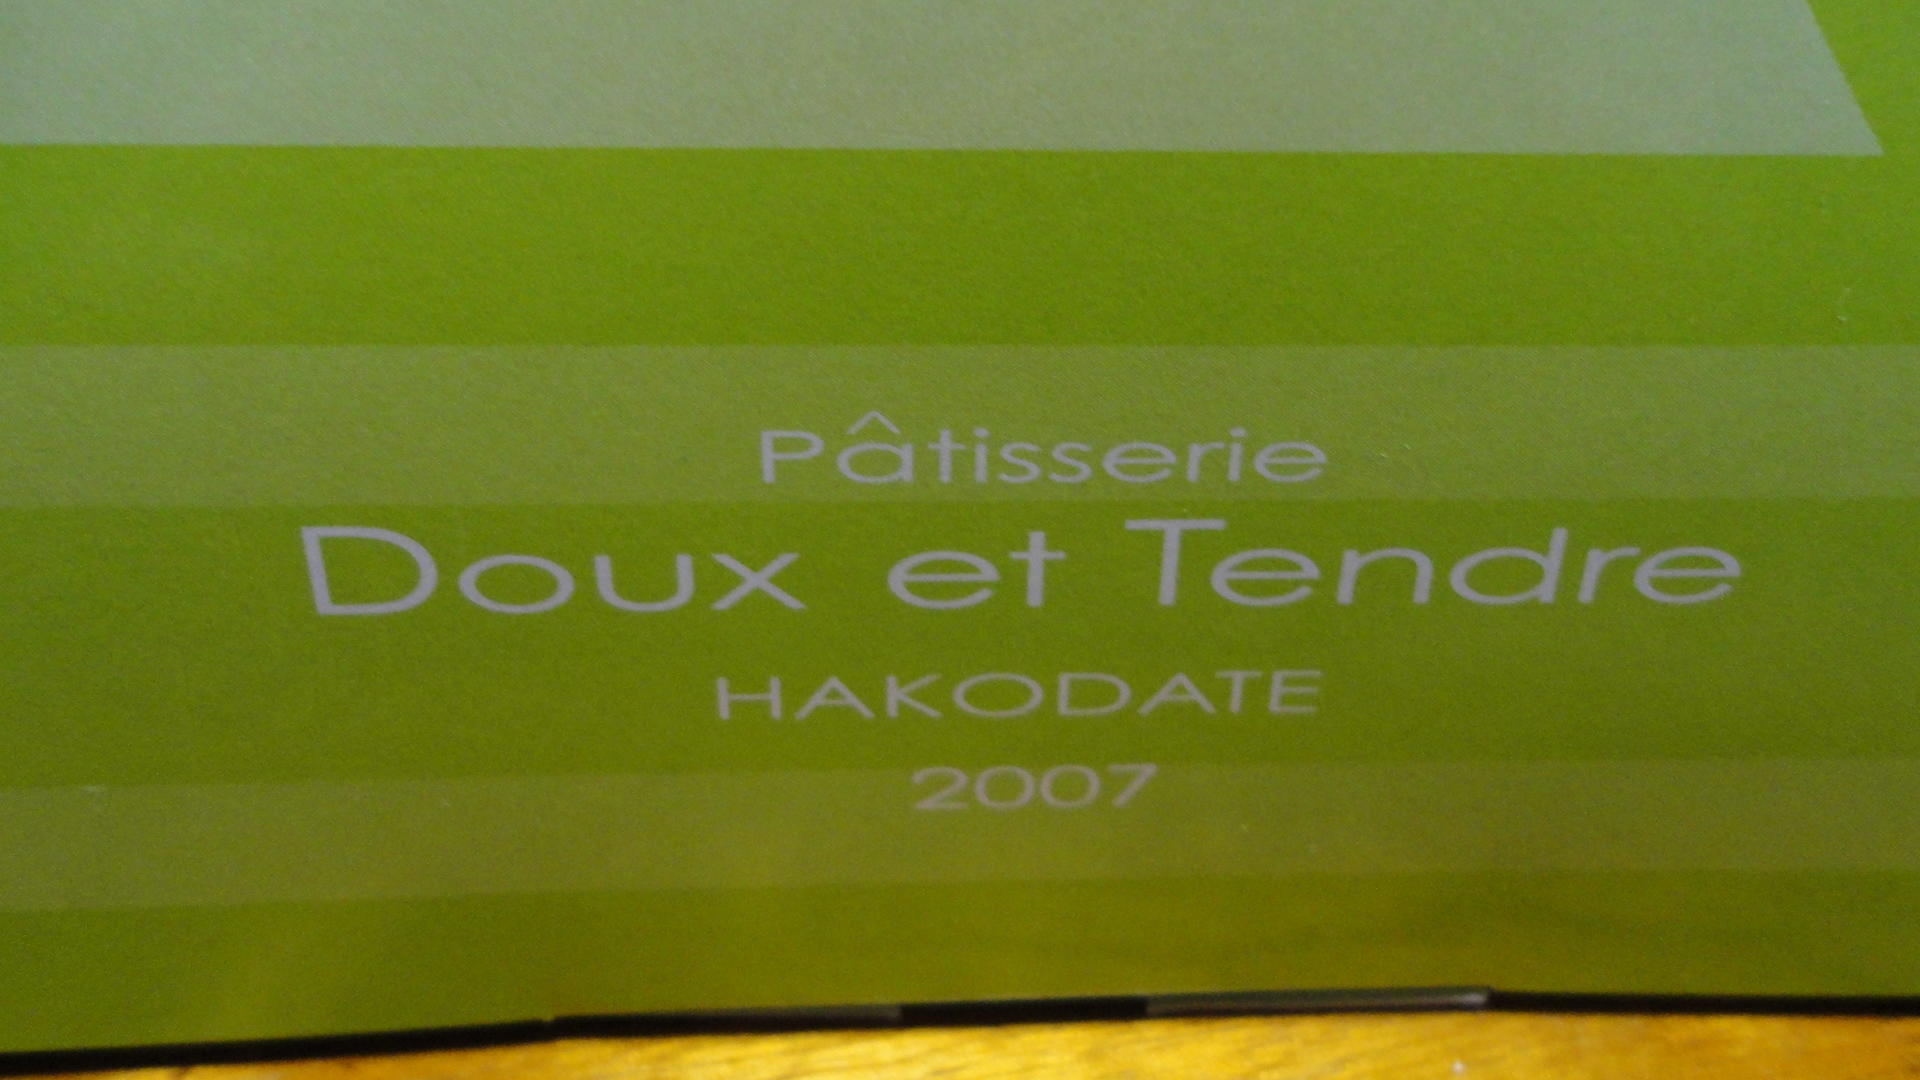 Pâtisserie
Doux et Tendre
HAKODATE
2007